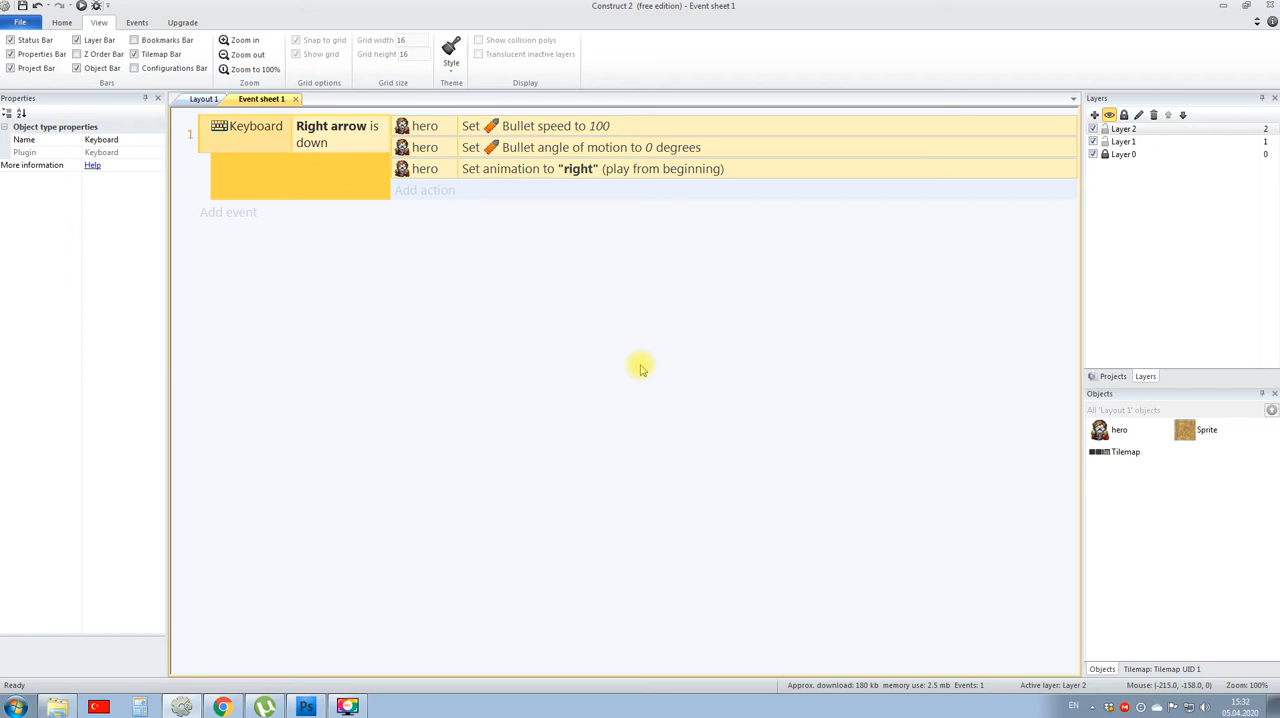 Construct 2 (free edition) - Event sheet 1
File Home View Events Upgrade
Status Bar Layer Bar Bookmarks Bar
Properties Bar Z Order Bar Tilemap Bar
Project Bar Object Bar Configurations Bar
Bars
Zoom in
Zoom out
Zoom to 100%
Zoom
Snap to grid
Show grid
Grid options
Grid width 16
Grid height 16
Grid size
Style
Theme
Show collision polys
Translucent inactive layers
Display
Properties
Object type properties
Name Keyboard
Plugin Keyboard
More information Help
Layout 1 Event sheet 1
1 Keyboard Right arrow is down
hero Set Bullet speed to 100
hero Set Bullet angle of motion to 0 degrees
hero Set animation to "right" (play from beginning)
Add action
Add event
Layers
Layer 2 2
Layer 1 1
Layer 0 0
Projects Layers
Objects
All 'Layout 1' objects
hero Sprite
Tilemap
Objects Tilemap: Tilemap UID 1
Ready Approx. download: 180 kb memory use: 2.5 mb Events: 1 Active layer: Layer 2 Mouse: (-215.0, -158.0, 0) Zoom: 100%
Ps EN 15:32
05.04.2020